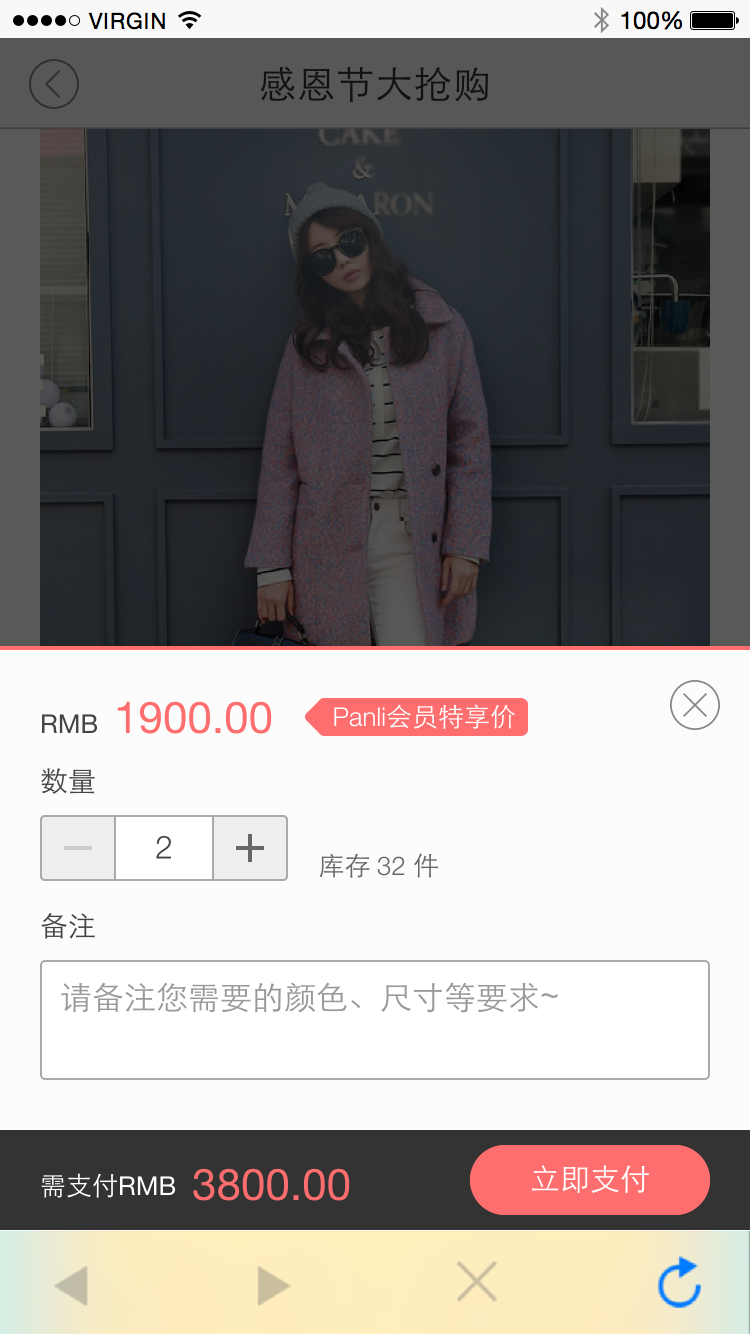 VIRGIN 100%
感恩节大抢购
CAKE
&
M RON
RMB 1900.00 Panli会员特享价
数量
2
库存 32 件
备注
请备注您需要的颜色、尺寸等要求~
需支付RMB 3800.00 立即支付